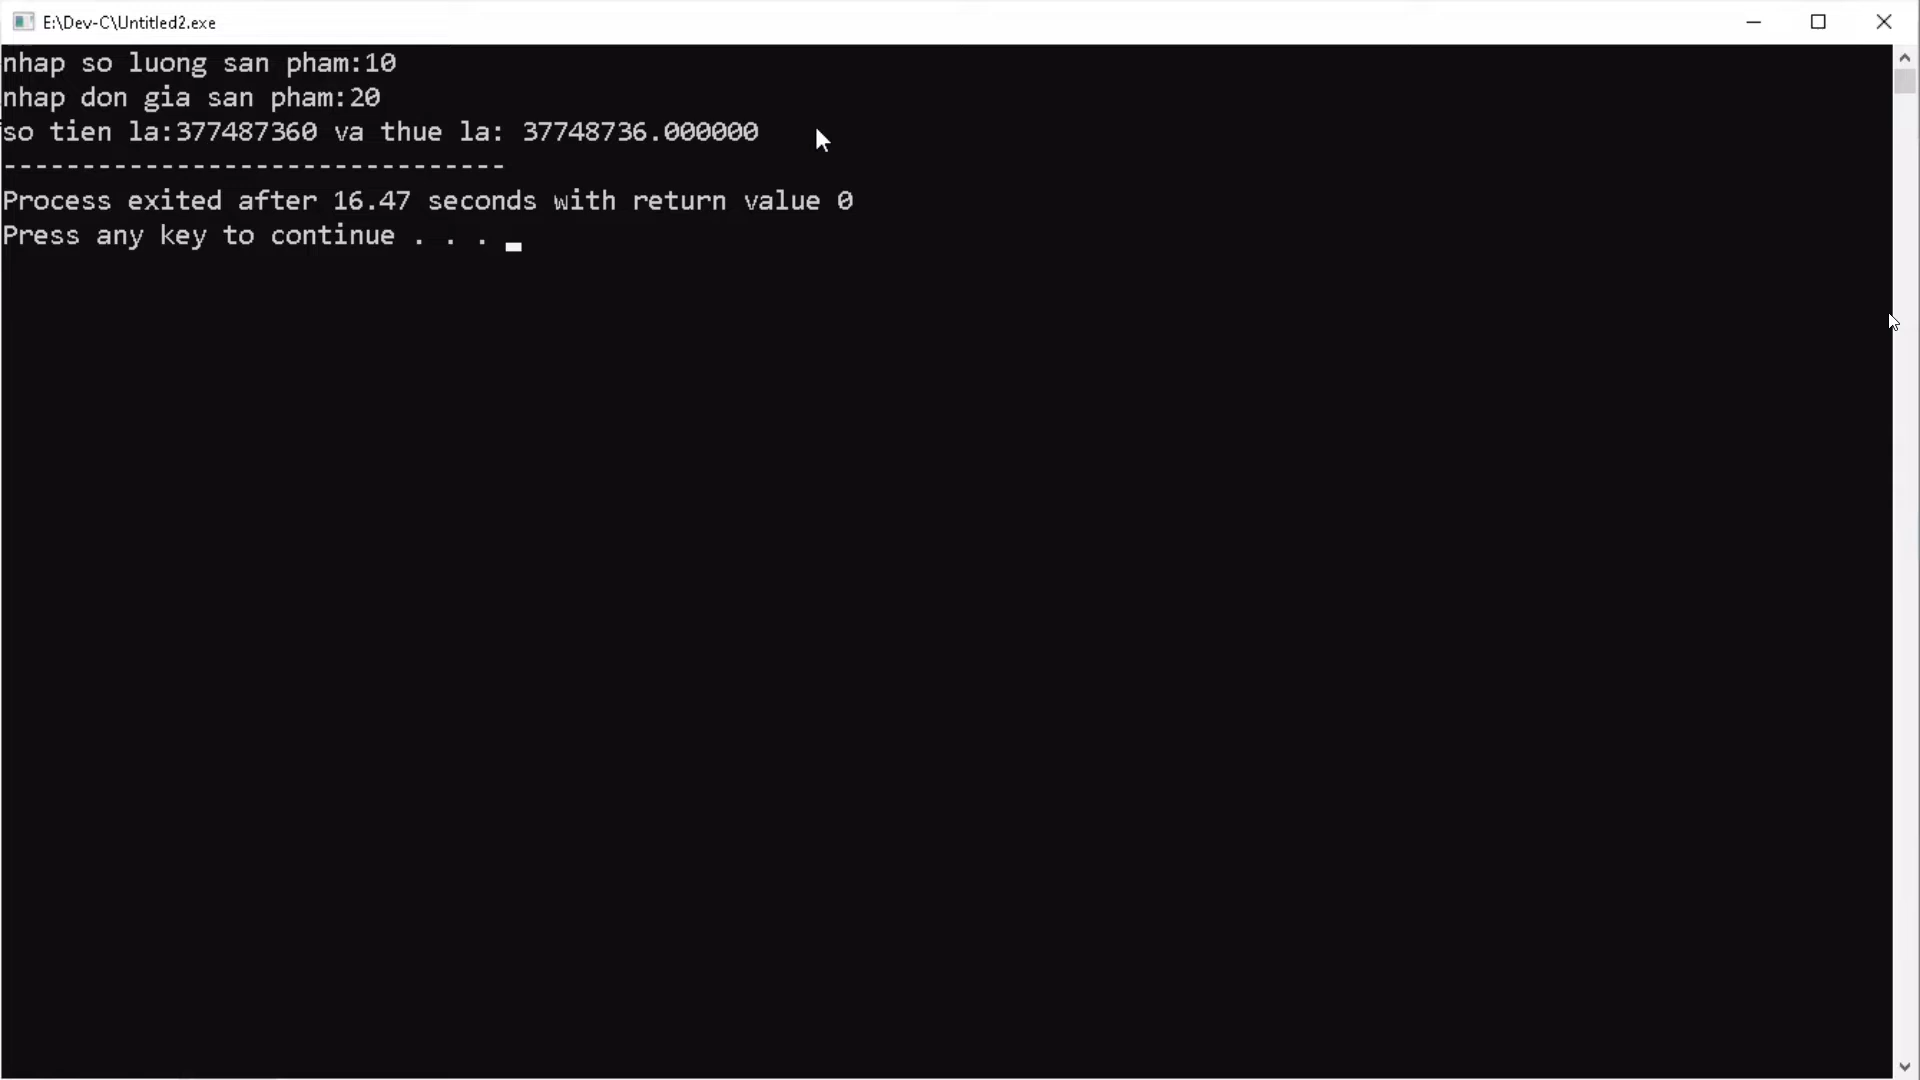 E:\Dev-C\Untitled2.exe
nhap so luong san pham:10
nhap don gia san pham:20
so tien la:377487360 va thue la: 37748736.000000
--------------------------------
Process exited after 16.47 seconds with return value 0
Press any key to continue . . .